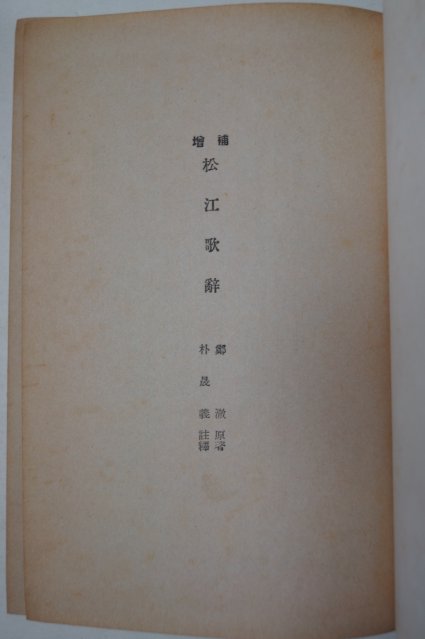 增補
松江歌辭
鄭澈 原著
朴晟義 註釋